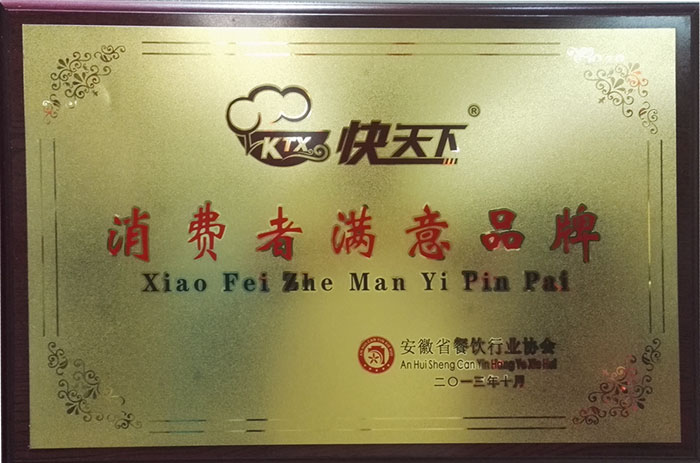 KTX 快天下®
消费者满意品牌
Xiao Fei Zhe Man Yi Pin Pai
安徽省餐饮行业协会
An Hui Sheng Can Yin Hang Ye Xie Hui
二〇一三年十月